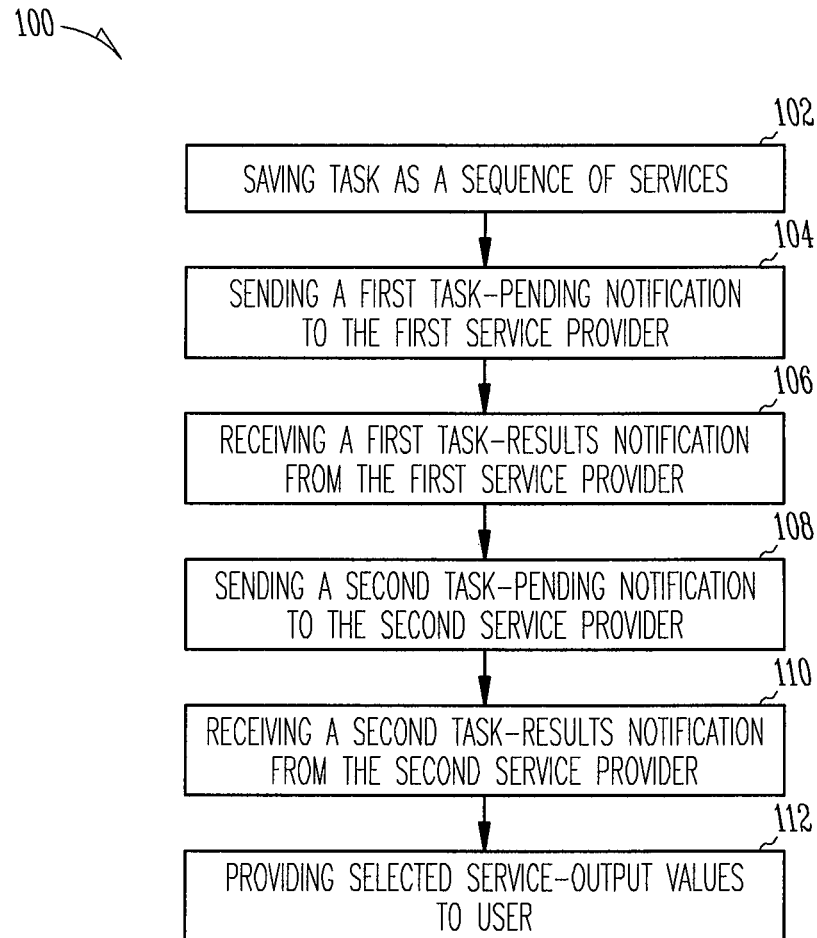 100
102
SAVING TASK AS A SEQUENCE OF SERVICES
104
SENDING A FIRST TASK-PENDING NOTIFICATION
TO THE FIRST SERVICE PROVIDER
106
RECEIVING A FIRST TASK-RESULTS NOTIFICATION
FROM THE FIRST SERVICE PROVIDER
108
SENDING A SECOND TASK-PENDING NOTIFICATION
TO THE SECOND SERVICE PROVIDER
110
RECEIVING A SECOND TASK-RESULTS NOTIFICATION
FROM THE SECOND SERVICE PROVIDER
112
PROVIDING SELECTED SERVICE-OUTPUT VALUES
TO USER